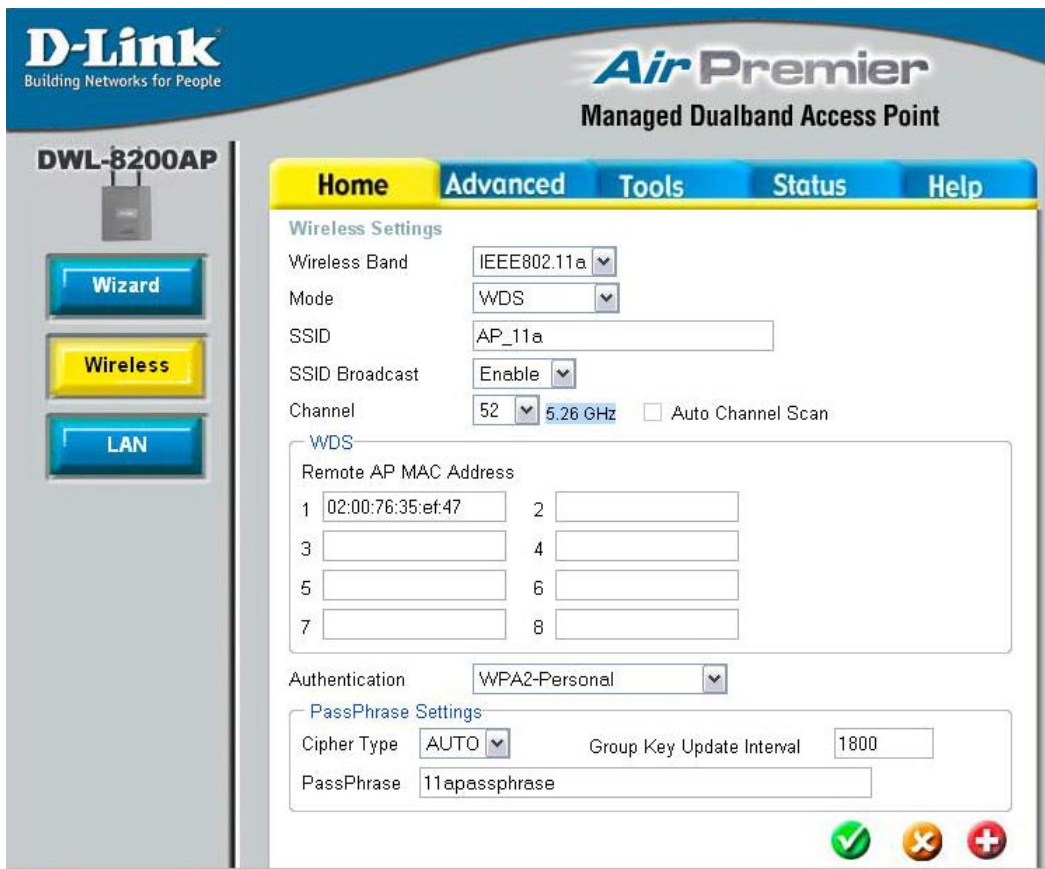 D-Link
Building Networks for People
Air Premier
Managed Dualband Access Point
DWL-8200AP
Home Advanced Tools Status Help
Wizard
Wireless
LAN
Wireless Settings
Wireless Band IEEE802.11a
Mode WDS
SSID AP_11a
SSID Broadcast Enable
Channel 52 5.26 GHz Auto Channel Scan
WDS
Remote AP MAC Address
1 02:00:76:35:ef:47 2
3 4
5 6
7 8
Authentication WPA2-Personal
PassPhrase Settings
Cipher Type AUTO Group Key Update Interval 1800
PassPhrase 11apassphrase